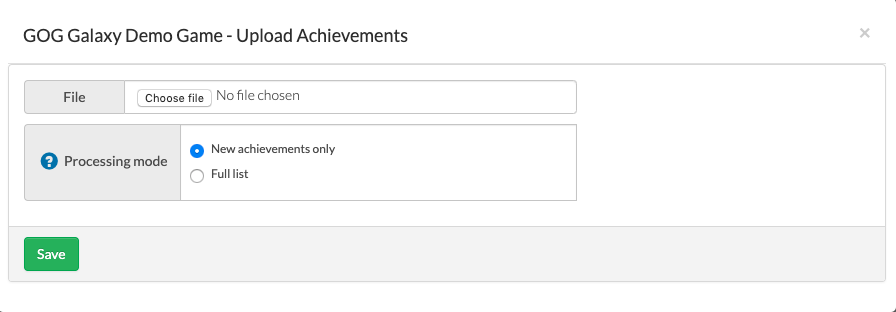 GOG Galaxy Demo Game - Upload Achievements
×
File
Choose file No file chosen
? Processing mode
New achievements only
Full list
Save